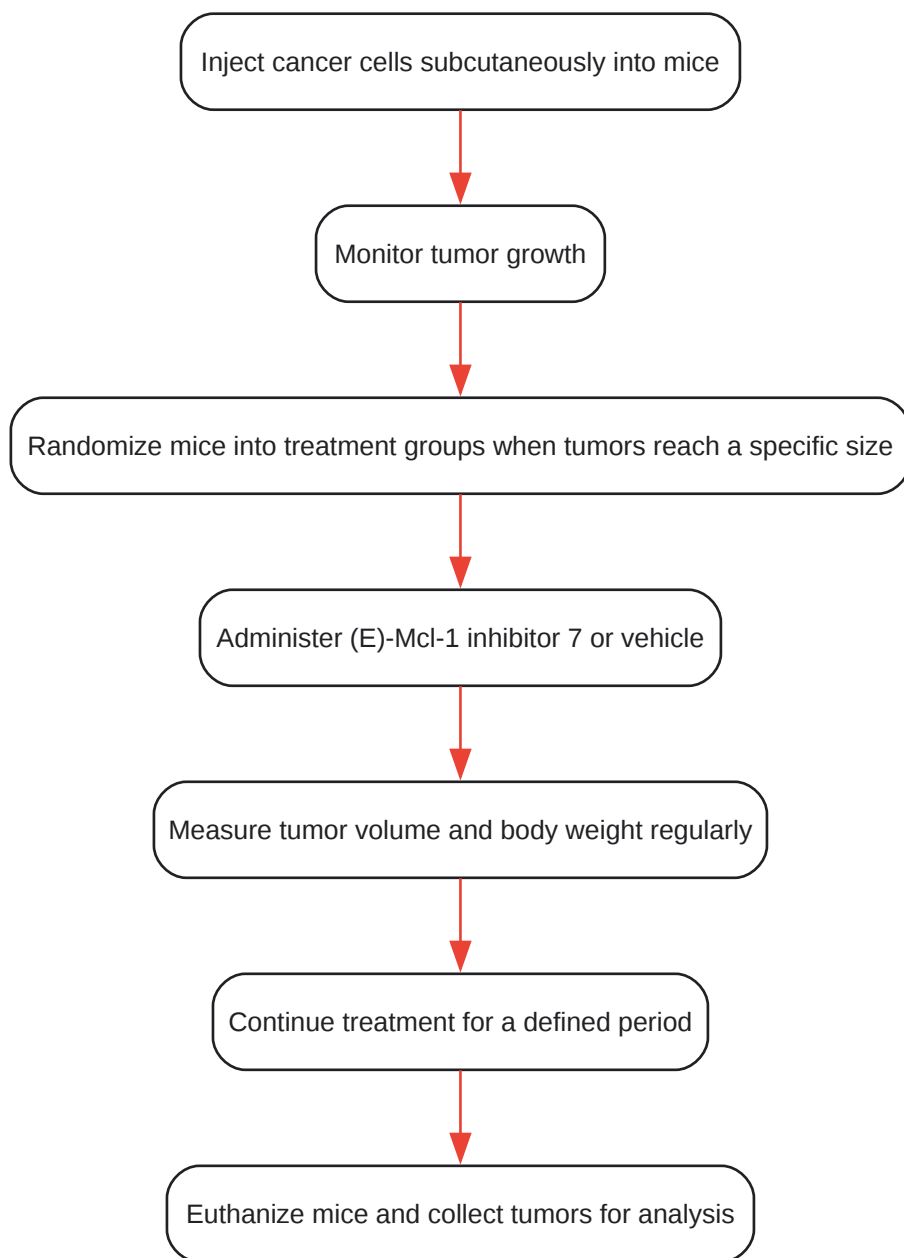 Inject cancer cells subcutaneously into mice
Monitor tumor growth
Randomize mice into treatment groups when tumors reach a specific size
Administer (E)-Mcl-1 inhibitor 7 or vehicle
Measure tumor volume and body weight regularly
Continue treatment for a defined period
Euthanize mice and collect tumors for analysis